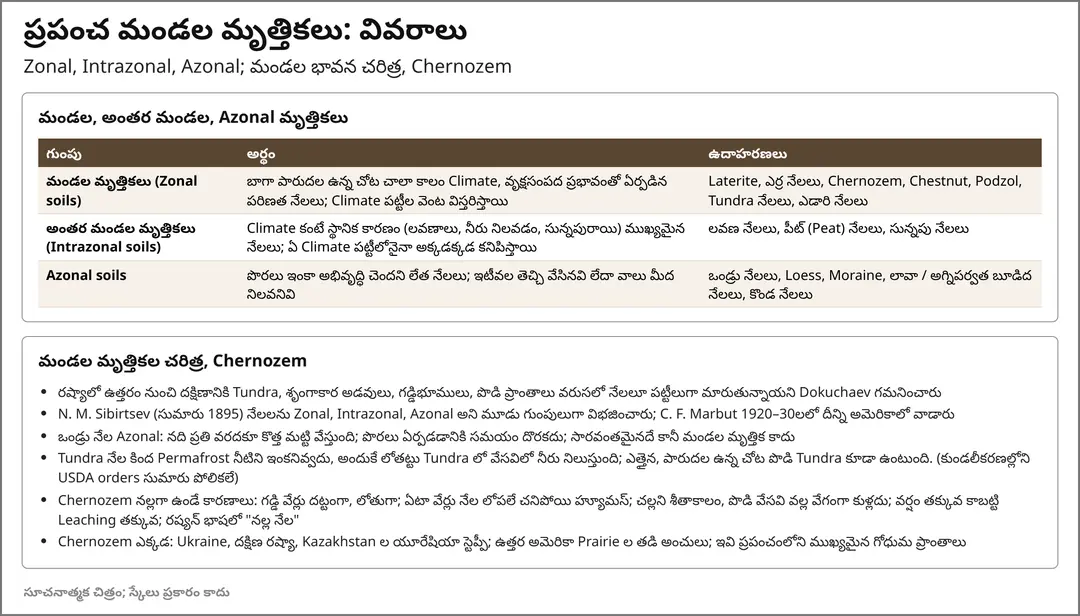 ప్రపంచ మండల మృత్తికలు: వివరాలు
Zonal, Intrazonal, Azonal; మండల భావన చరిత్ర, Chernozem
మండల, అంతర మండల, Azonal మృత్తికలు
గుంపు అర్థం ఉదాహరణలు
మండల మృత్తికలు (Zonal soils) బాగా పారుదల ఉన్న చోట చాలా కాలం Climate, వృక్షసంపద ప్రభావంతో ఏర్పడిన పరిణత నేలలు; Climate పట్టీల వెంట విస్తరిస్తాయి Laterite, ఎర్ర నేలలు, Chernozem, Chestnut, Podzol, Tundra నేలలు, ఎడారి నేలలు
అంతర మండల మృత్తికలు (Intrazonal soils) Climate కంటే స్థానిక కారణం (లవణాలు, నీరు నిలవడం, సున్నపురాయి) ముఖ్యమైన నేలలు; ఏ Climate పట్టీలోనైనా అక్కడక్కడ కనిపిస్తాయి లవణ నేలలు, పీట్ (Peat) నేలలు, సున్నపు నేలలు
Azonal soils పొరలు ఇంకా అభివృద్ధి చెందని లేత నేలలు; ఇటీవల తెచ్చి వేసినవి లేదా వాలు మీద నిలవనివి ఒండ్రు నేలలు, Loess, Moraine, లావా / అగ్నిపర్వత బూడిద నేలలు, కొండ నేలలు
మండల మృత్తికల చరిత్ర, Chernozem
• రష్యాలో ఉత్తరం నుంచి దక్షిణానికి Tundra, శృంగాకార అడవులు, గడ్డిభూములు, పొడి ప్రాంతాలు వరుసలో నేలలూ పట్టీలుగా మారుతున్నాయని Dokuchaev గమనించారు
• N. M. Sibirtsev (సుమారు 1895) నేలలను Zonal, Intrazonal, Azonal అని మూడు గుంపులుగా విభజించారు; C. F. Marbut 1920–30లలో దీన్ని అమెరికాలో వాడారు
• ఒండ్రు నేల Azonal: నది ప్రతి వరదకూ కొత్త మట్టి వేస్తుంది; పొరలు ఏర్పడడానికి సమయం దొరకదు; సారవంతమైనదే కానీ మండల మృత్తిక కాదు
• Tundra నేల కింద Permafrost నీటిని ఇంకనివ్వదు, అందుకే లోతట్టు Tundra లో వేసవిలో నీరు నిలుస్తుంది; ఎత్తైన, పారుదల ఉన్న చోట పొడి Tundra కూడా ఉంటుంది. (కుండలీకరణల్లోని
USDA orders సుమారు పోలికలే)
• Chernozem నల్లగా ఉండే కారణాలు: గడ్డి వేర్లు దట్టంగా, లోతుగా; ఏటా వేర్లు నేల లోపలే చనిపోయి హ్యూమస్; చల్లని శీతాకాలం, పొడి వేసవి వల్ల వేగంగా కుళ్లదు; వర్షం తక్కువ కాబట్టి
Leaching తక్కువ; రష్యన్ భాషలో "నల్ల నేల"
• Chernozem ఎక్కడ: Ukraine, దక్షిణ రష్యా, Kazakhstan ల యూరేషియా స్టెప్పీ; ఉత్తర అమెరికా Prairie ల తడి అంచులు; ఇవి ప్రపంచంలోని ముఖ్యమైన గోధుమ ప్రాంతాలు
సూచనాత్మక చిత్రం; స్కేలు ప్రకారం కాదు